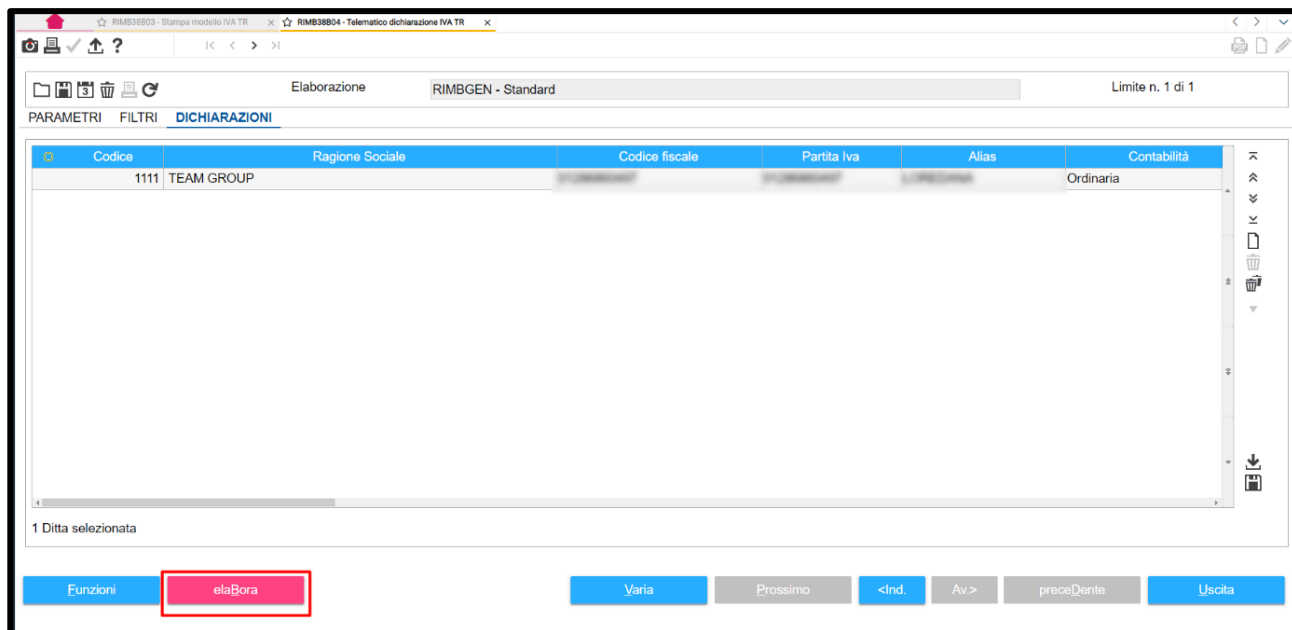 RIMB38B03 - Stampa modello IVA TR RIMB38B04 - Telematico dichiarazione IVA TR
?
Elaborazione RIMBGEN - Standard Limite n. 1 di 1
PARAMETRI FILTRI DICHIARAZIONI
Codice Ragione Sociale Codice fiscale Partita Iva Alias Contabilità
1111 TEAM GROUP Ordinaria
1 Ditta selezionata
Funzioni elaBora Varia Prossimo <Ind. Av.> preceDente Uscita